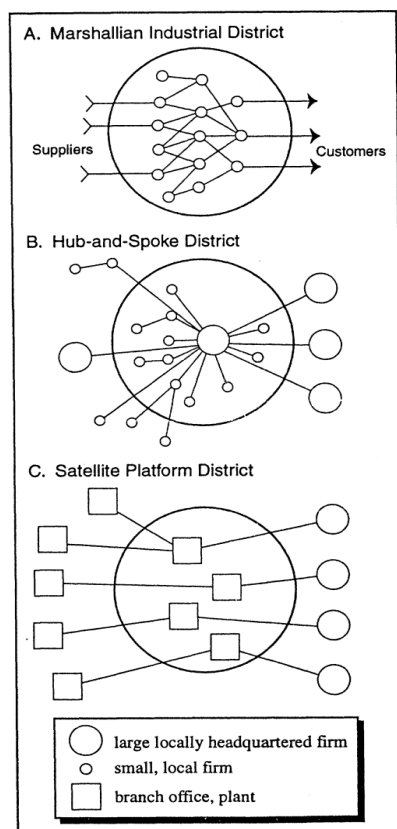 A. Marshallian Industrial District
Suppliers
Customers
B. Hub-and-Spoke District
C. Satellite Platform District
large locally headquartered firm
small, local firm
branch office, plant